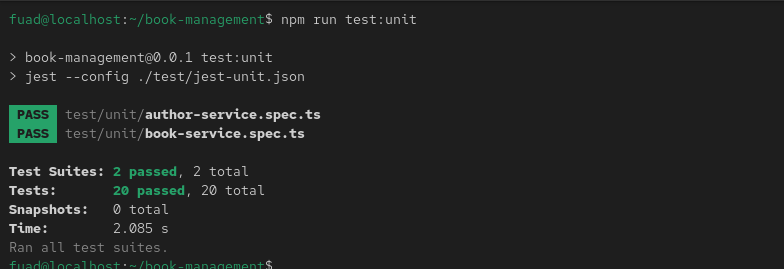 fuad@localhost:~/book-management$ npm run test:unit
> book-management@0.0.1 test:unit
> jest --config ./test/jest-unit.json
PASS test/unit/author-service.spec.ts
PASS test/unit/book-service.spec.ts
Test Suites: 2 passed, 2 total
Tests: 20 passed, 20 total
Snapshots: 0 total
Time: 2.085 s
Ran all test suites.
fuad@localhost:~/book-management$